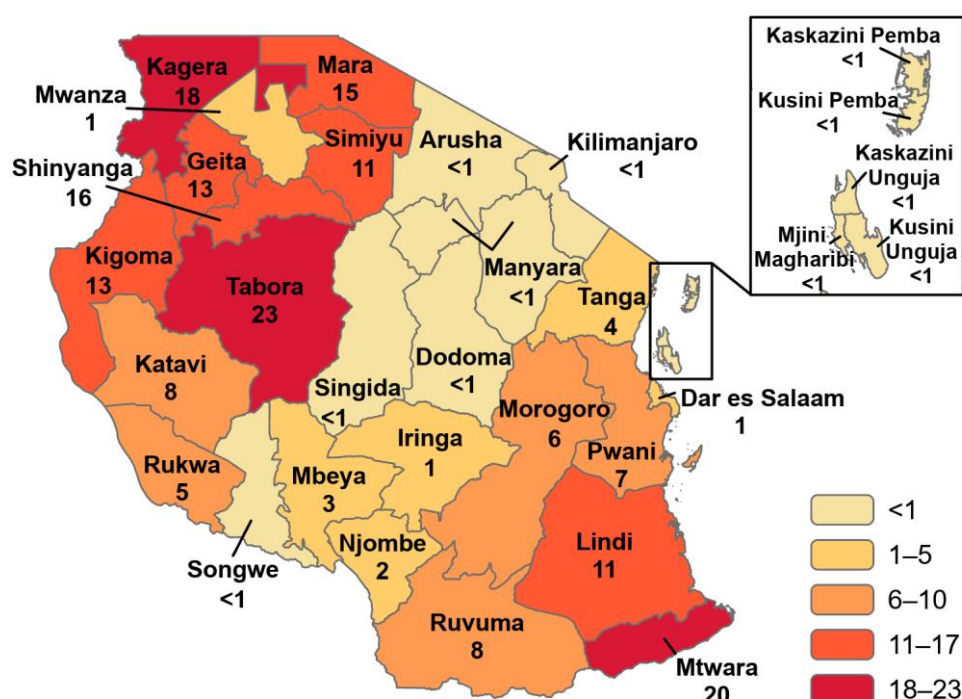 Kaskazini Pemba
<1
Kusini Pemba
<1
Kaskazini
Unguja
<1
Mjini
Magharibi
<1
Kusini
Unguja
<1
Kagera
18
Mara
15
Mwanza
1
Simiyu
11
Arusha
<1
Kilimanjaro
<1
Shinyanga
16
Geita
13
Kigoma
13
Tabora
23
Manyara
<1
Tanga
4
Katavi
8
Singida
<1
Dodoma
<1
Morogoro
6
Dar es Salaam
1
Pwani
7
Rukwa
5
Mbeya
3
Iringa
1
Songwe
<1
Njombe
2
Lindi
11
Ruvuma
8
Mtwara
20
<1
1–5
6–10
11–17
18–23